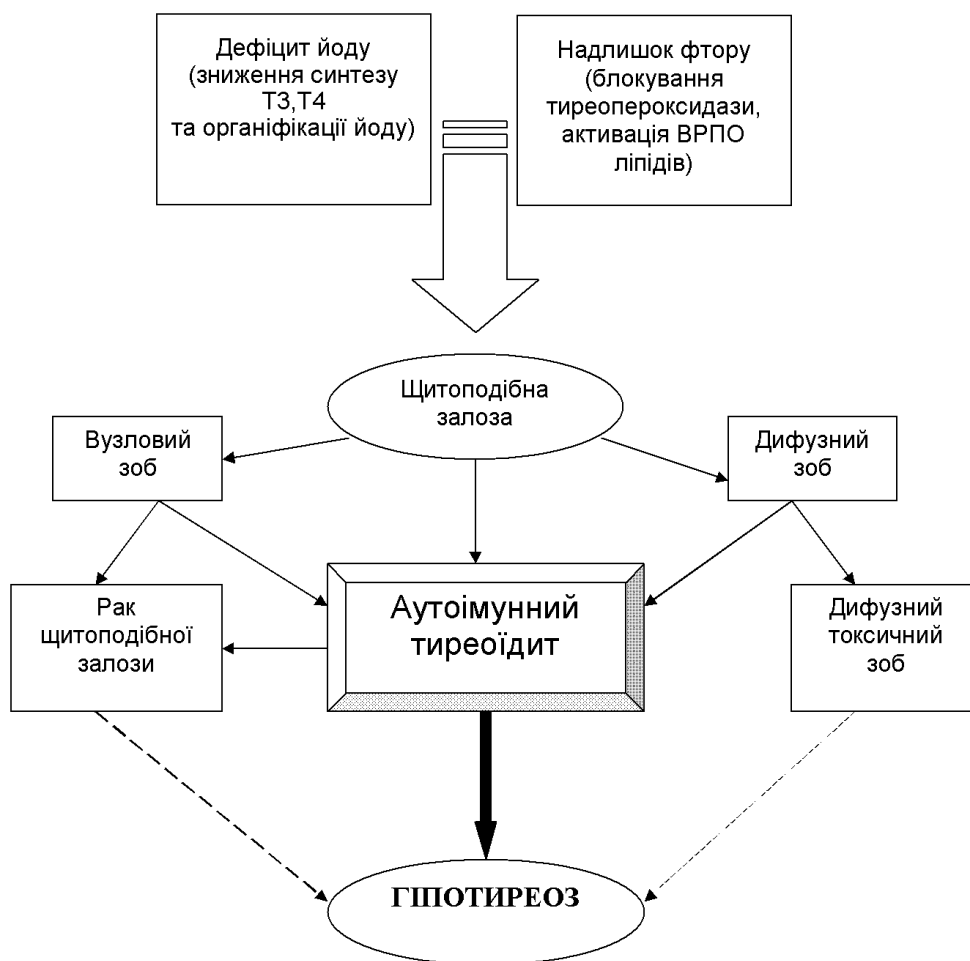 Дефіцит йоду
(зниження синтезу
Т3,Т4
та органіфікації йоду)
Надлишок фтору
(блокування
тиреопероксидази,
активація ВРПО
ліпідів)
Щитоподібна
залоза
Вузловий
зоб
Дифузний
зоб
Рак
щитоподібної
залози
Аутоімунний
тиреоїдит
Дифузний
токсичний
зоб
ГІПОТИРЕОЗ